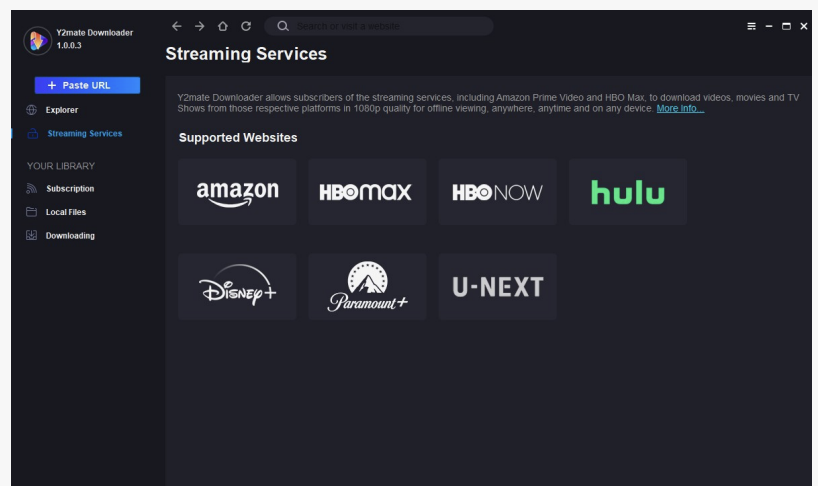 Y2mate Downloader
1.0.0.3
Search or visit a website
Streaming Services
+ Paste URL
Explorer
Streaming Services
YOUR LIBRARY
Subscription
Local Files
Downloading
Y2mate Downloader allows subscribers of the streaming services, including Amazon Prime Video and HBO Max, to download videos, movies and TV
Shows from those respective platforms in 1080p quality for offline viewing, anywhere, anytime and on any device. More Info...
Supported Websites
amazon
HBOmax
HBONOW
hulu
Disney+
Paramount+
U-NEXT